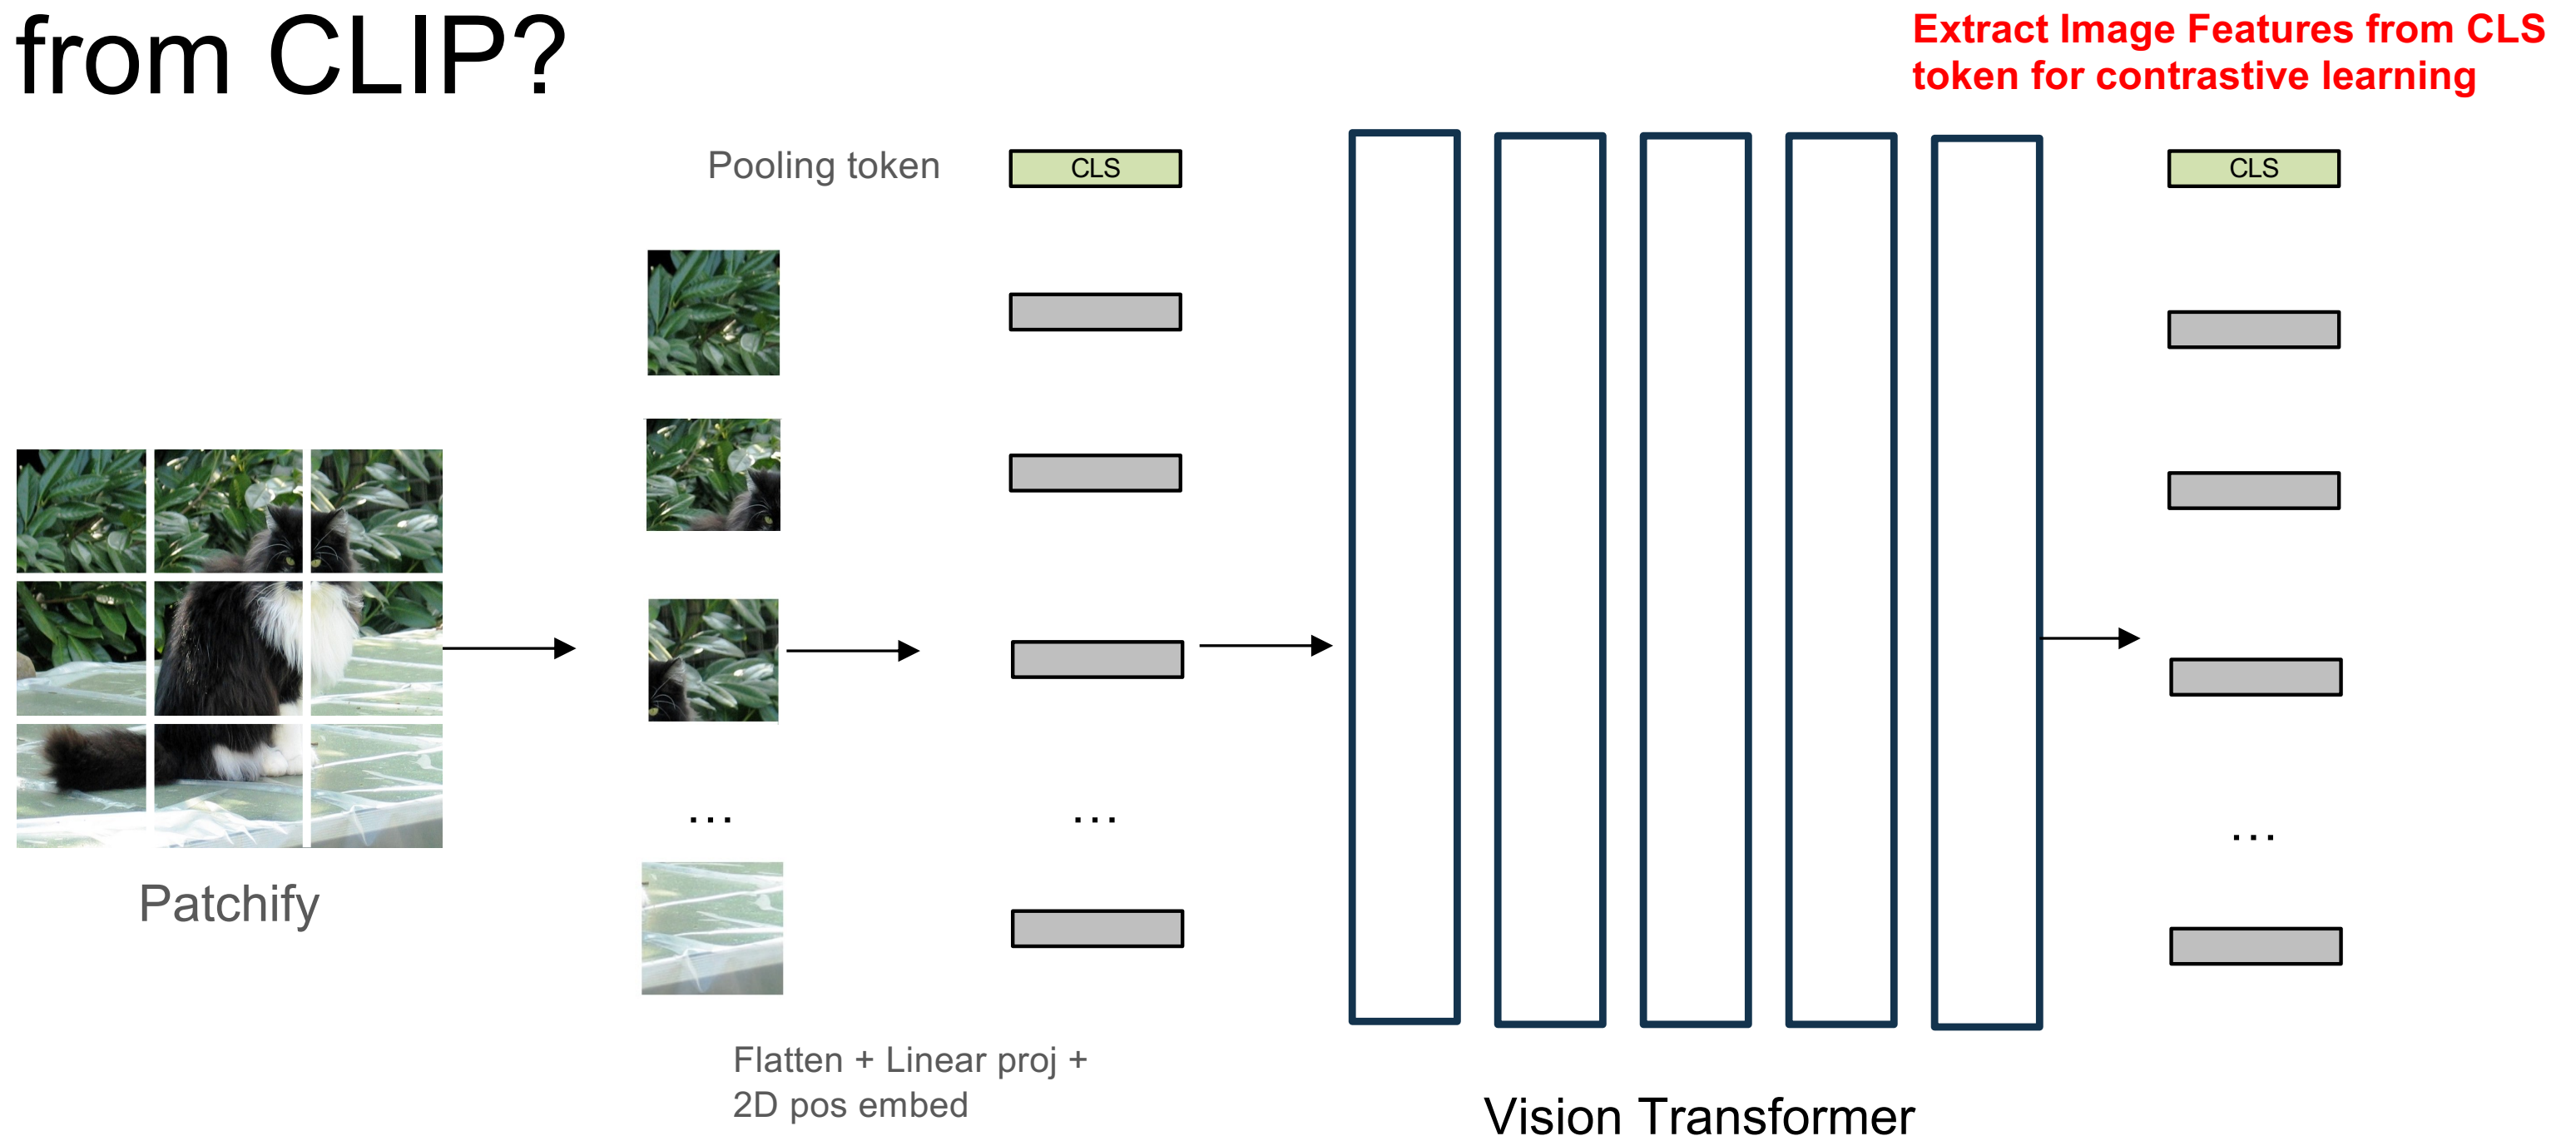 from CLIP?
Extract Image Features from CLS
token for contrastive learning
Pooling token
CLS
CLS
...
...
...
Patchify
Flatten + Linear proj +
2D pos embed
Vision Transformer